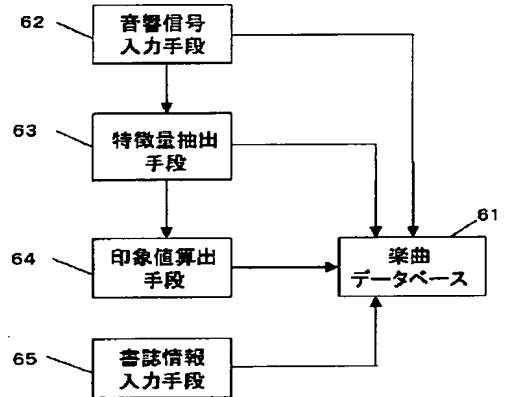 62
音響信号
入力手段
63
特徴量抽出
手段
61
64
印象値算出
手段
楽曲
データベース
65
書誌情報
入力手段